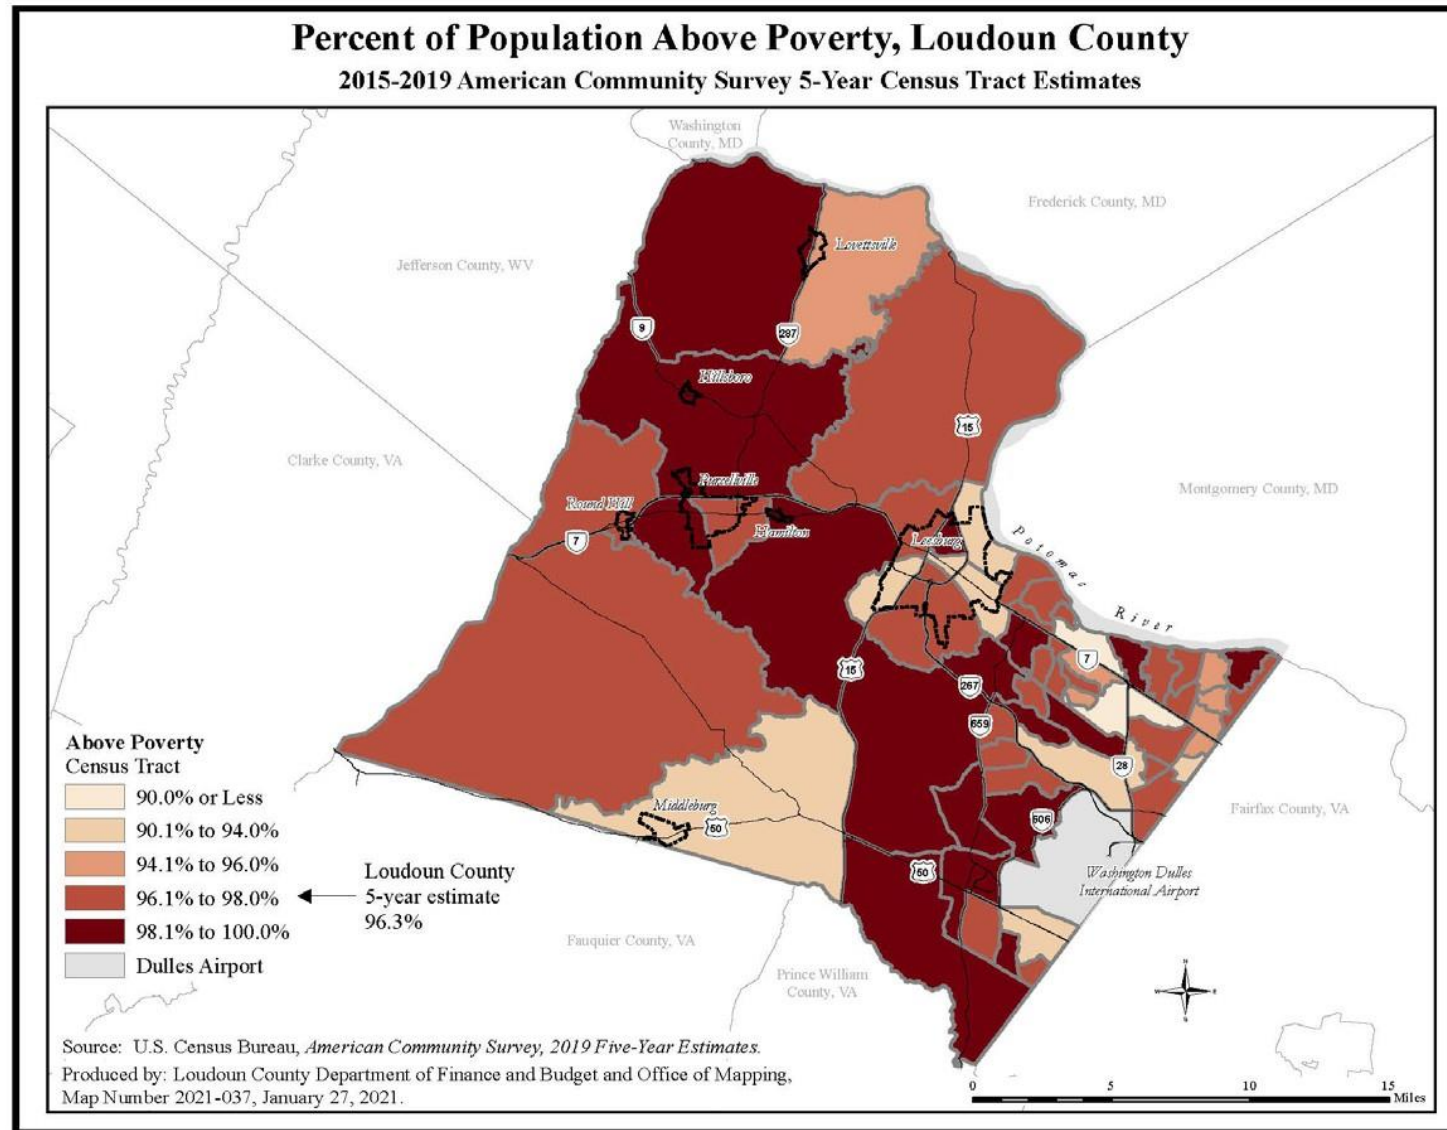 Percent of Population Above Poverty, Loudoun County
2015-2019 American Community Survey 5-Year Census Tract Estimates
Washington
County, MD
Frederick County, MD
Jefferson County, WV
Lovettsville
9
287
Hillsboro
15
Clarke County, VA
Montgomery County, MD
Purcellville
Round Hill
Hamilton
7
Leesburg
Potomac
River
15
7
267
659
28
Above Poverty
Census Tract
90.0% or Less
90.1% to 94.0%
94.1% to 96.0%
96.1% to 98.0%
98.1% to 100.0%
Dulles Airport
Loudoun County
5-year estimate
96.3%
Middleburg
50
606
Fairfax County, VA
50
Washington Dulles
International Airport
Fauquier County, VA
Prince William
County, VA
N
W
E
S
Source: U.S. Census Bureau, American Community Survey, 2019 Five-Year Estimates.
Produced by: Loudoun County Department of Finance and Budget and Office of Mapping,
Map Number 2021-037, January 27, 2021.
0 5 10 15
Miles